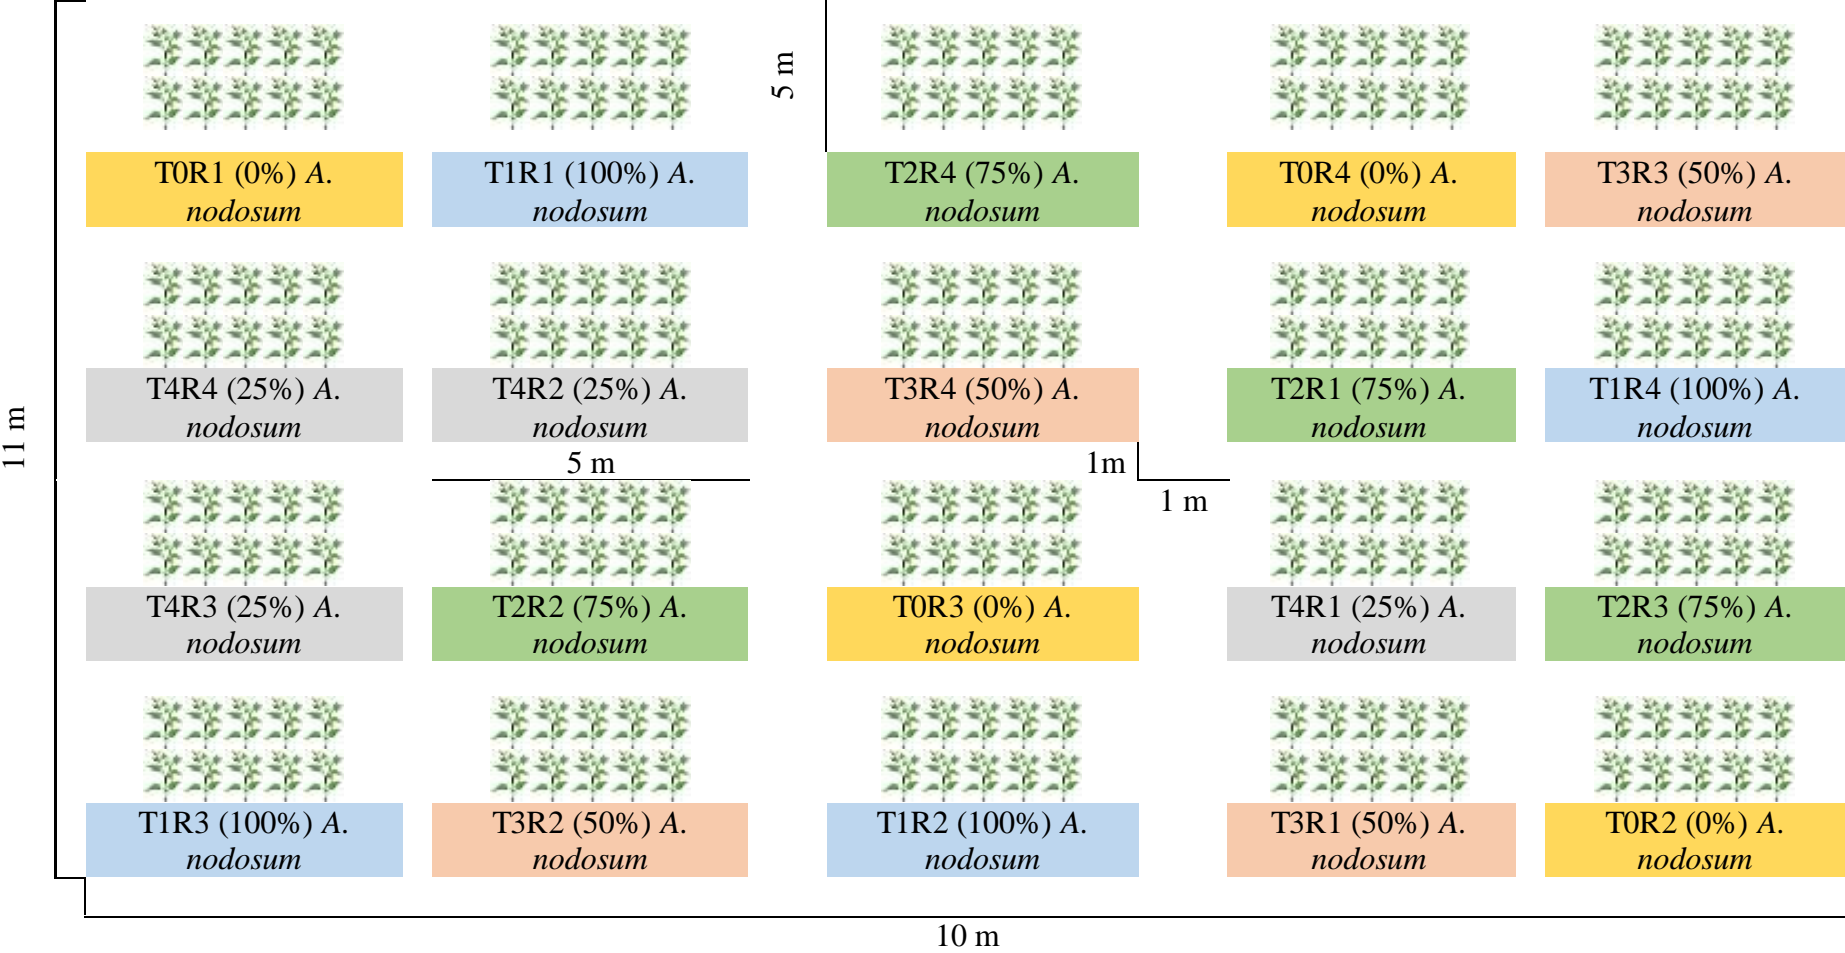 5 m
T0R1 (0%) A.
nodosum
T1R1 (100%) A.
nodosum
T2R4 (75%) A.
nodosum
T0R4 (0%) A.
nodosum
T3R3 (50%) A.
nodosum
T4R4 (25%) A.
nodosum
T4R2 (25%) A.
nodosum
T3R4 (50%) A.
nodosum
T2R1 (75%) A.
nodosum
T1R4 (100%) A.
nodosum
11 m
5 m
1m
1 m
T4R3 (25%) A.
nodosum
T2R2 (75%) A.
nodosum
T0R3 (0%) A.
nodosum
T4R1 (25%) A.
nodosum
T2R3 (75%) A.
nodosum
T1R3 (100%) A.
nodosum
T3R2 (50%) A.
nodosum
T1R2 (100%) A.
nodosum
T3R1 (50%) A.
nodosum
T0R2 (0%) A.
nodosum
10 m